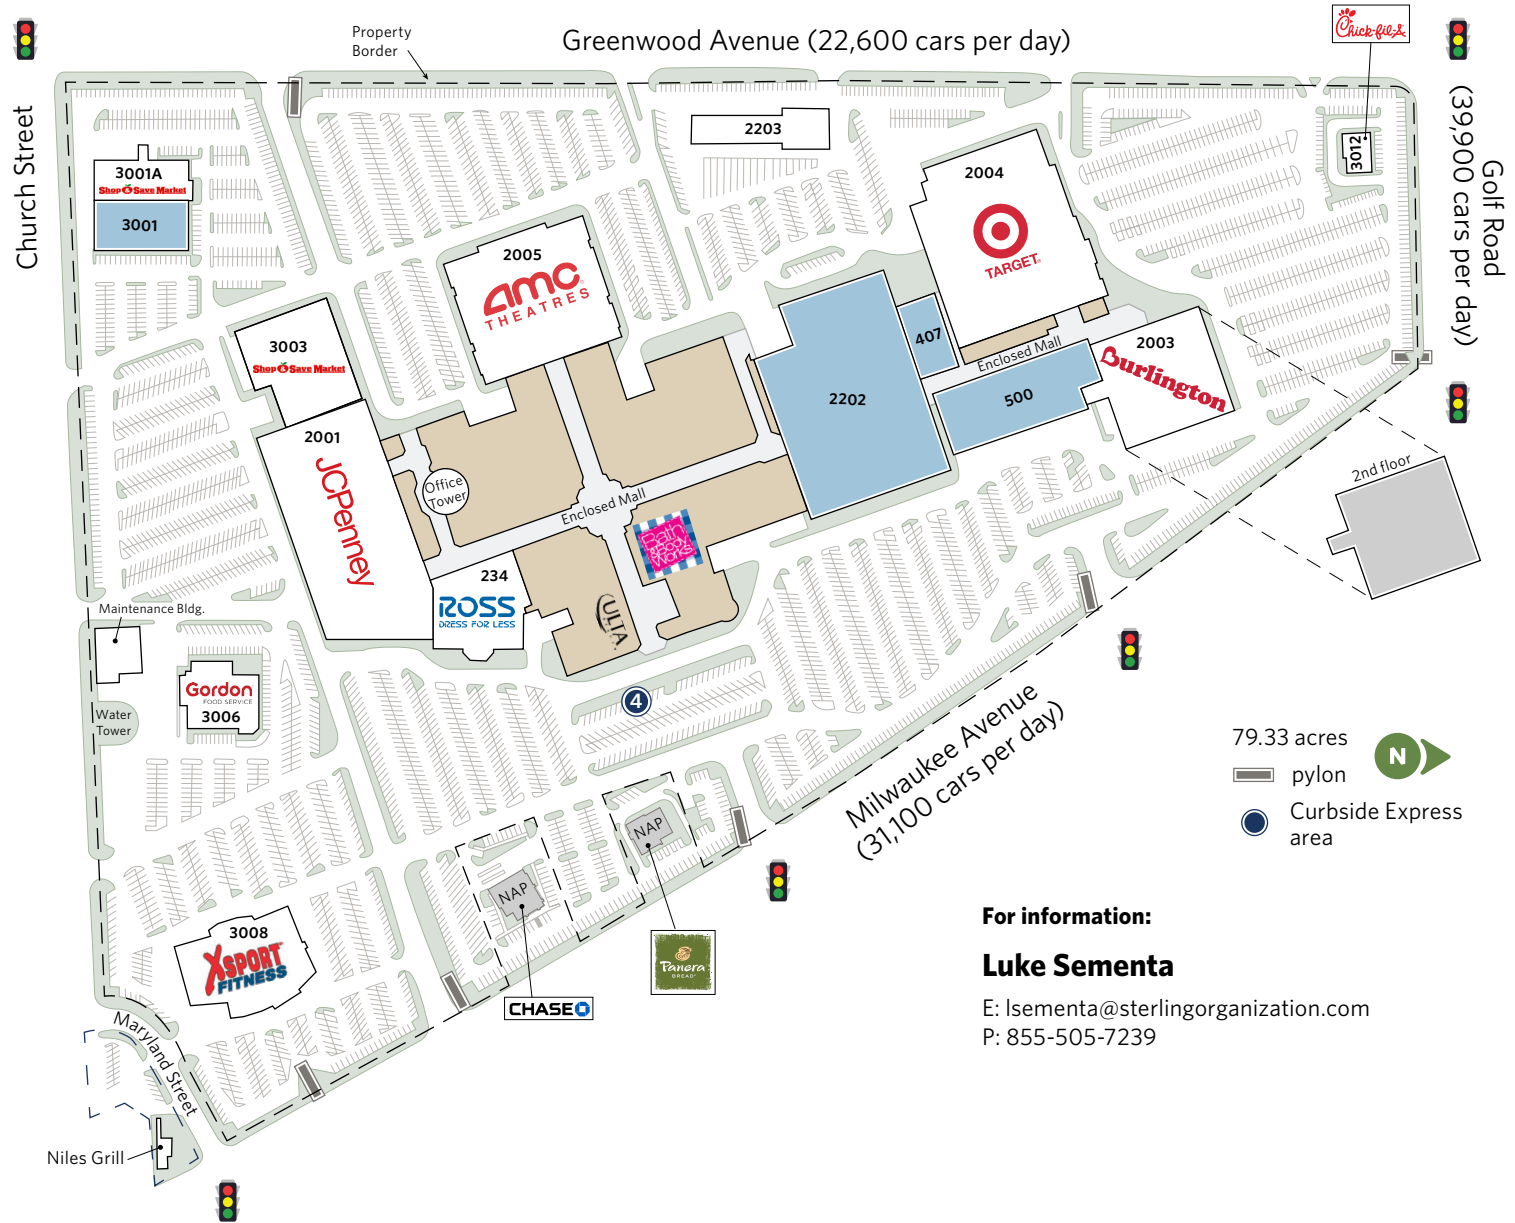 Greenwood Avenue (22,600 cars per day)
Property
Border
Chick-fil-A
Church Street
Golf Road
(39,900 cars per day)
2203
3012
3001A
Shop & Save Market
3001
2004
TARGET
2005
AMC
THEATRES
3003
Shop & Save Market
407
Enclosed Mall
2003
Burlington
2202
500
2001
JCPenney
Office
Tower
Enclosed Mall
2nd floor
Bath
& Body
Works
234
ROSS
DRESS FOR LESS
ULTA
Maintenance Bldg.
Gordon
FOOD SERVICE
3006
Water
Tower
4
Milwaukee Avenue
(31,100 cars per day)
79.33 acres
N
pylon
Curbside Express
area
NAP
NAP
3008
XSPORT
FITNESS
Panera
BREAD
CHASE
For information:
Luke Sementa
E: lsementa@sterlingorganization.com
P: 855-505-7239
Maryland Street
Niles Grill